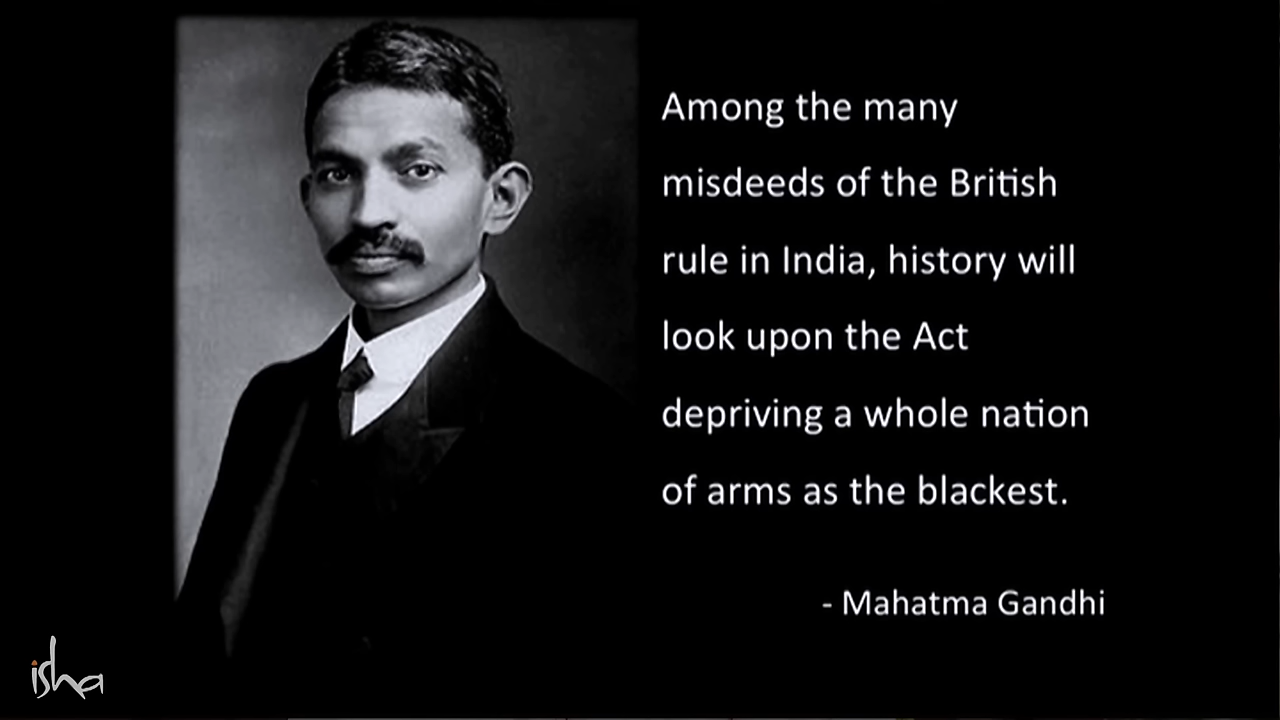 Among the many
misdeeds of the British
rule in India, history will
look upon the Act
depriving a whole nation
of arms as the blackest.
- Mahatma Gandhi
isha